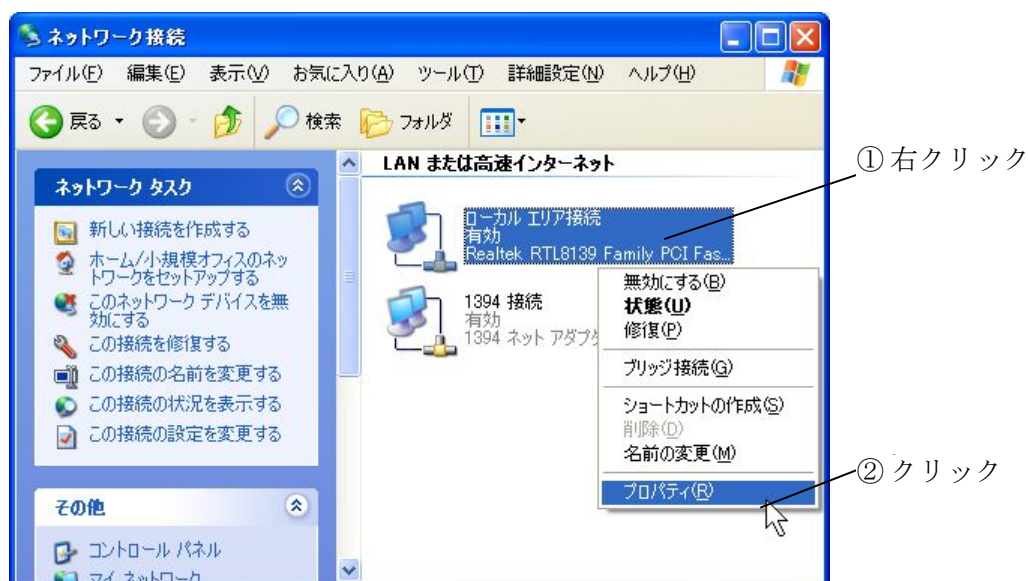 ネットワーク接続
ファイル(F) 編集(E) 表示(V) お気に入り(A) ツール(T) 詳細設定(N) ヘルプ(H)
戻る 検索 フォルダ
ネットワーク タスク
新しい接続を作成する
ホーム/小規模オフィスのネッ
トワークをセットアップする
このネットワーク デバイスを無
効にする
この接続を修復する
この接続の名前を変更する
この接続の状況を表示する
この接続の設定を変更する
その他
コントロール パネル
マイ ネットワーク
LAN または高速インターネット
ローカル エリア接続
有効
Realtek RTL8139 Family PCI Fas...
1394 接続
有効
1394 ネット アダプタ
無効にする(B)
状態(U)
修復(P)
ブリッジ接続(G)
ショートカットの作成(S)
削除(D)
名前の変更(M)
プロパティ(R)
①右クリック
②クリック